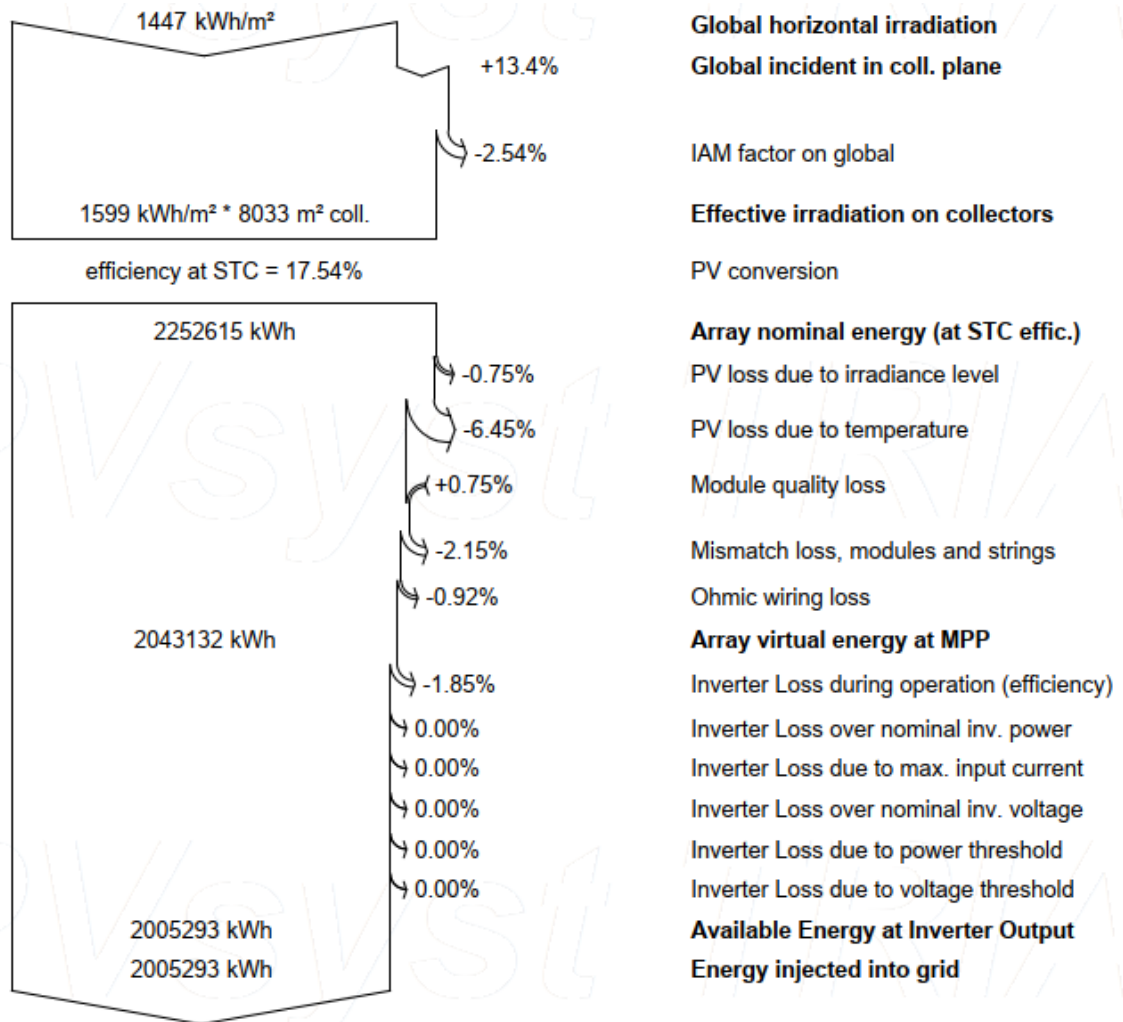 1447 kWh/m² Global horizontal irradiation
+13.4% Global incident in coll. plane
-2.54% IAM factor on global
1599 kWh/m² * 8033 m² coll. Effective irradiation on collectors
efficiency at STC = 17.54% PV conversion
2252615 kWh Array nominal energy (at STC effic.)
-0.75% PV loss due to irradiance level
-6.45% PV loss due to temperature
+0.75% Module quality loss
-2.15% Mismatch loss, modules and strings
-0.92% Ohmic wiring loss
2043132 kWh Array virtual energy at MPP
-1.85% Inverter Loss during operation (efficiency)
0.00% Inverter Loss over nominal inv. power
0.00% Inverter Loss due to max. input current
0.00% Inverter Loss over nominal inv. voltage
0.00% Inverter Loss due to power threshold
0.00% Inverter Loss due to voltage threshold
2005293 kWh Available Energy at Inverter Output
2005293 kWh Energy injected into grid